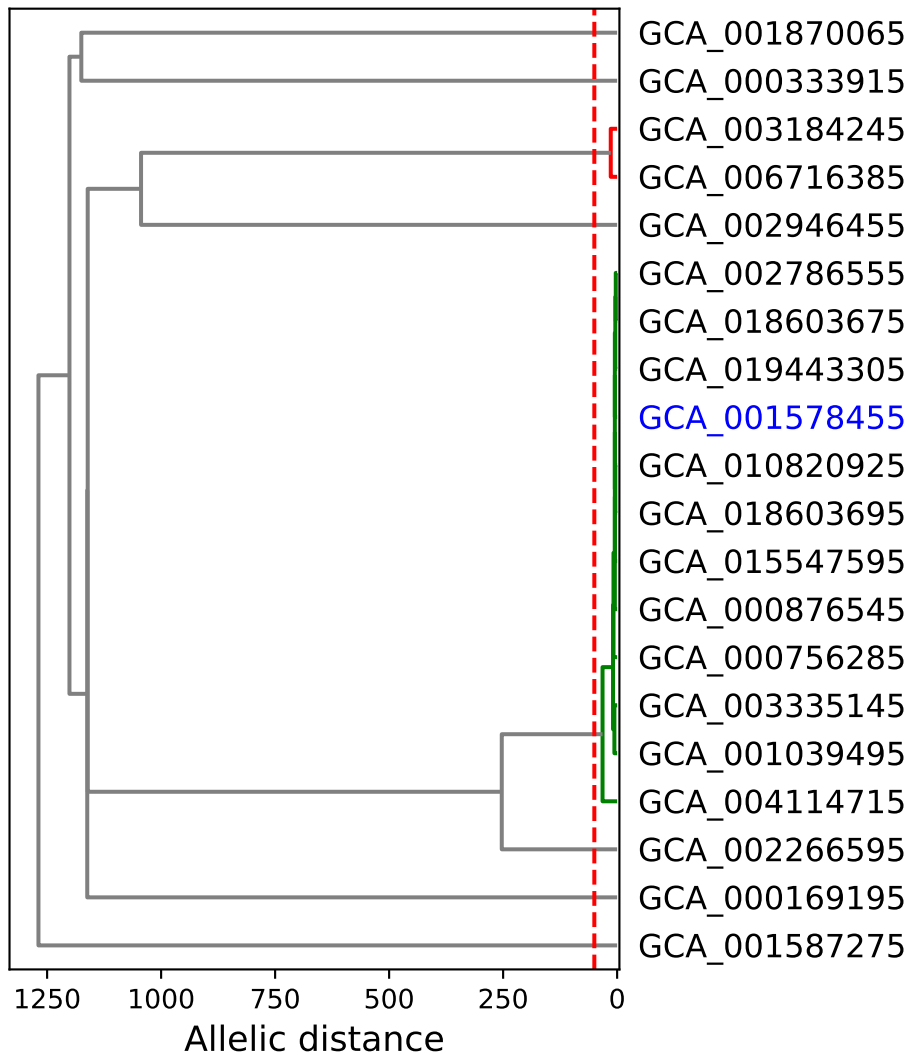 GCA_001870065
GCA_000333915
GCA_003184245
GCA_006716385
GCA_002946455
GCA_002786555
GCA_018603675
GCA_019443305
GCA_001578455
GCA_010820925
GCA_018603695
GCA_015547595
GCA_000876545
GCA_000756285
GCA_003335145
GCA_001039495
GCA_004114715
GCA_002266595
GCA_000169195
GCA_001587275
1250 1000 750 500 250 0
Allelic distance